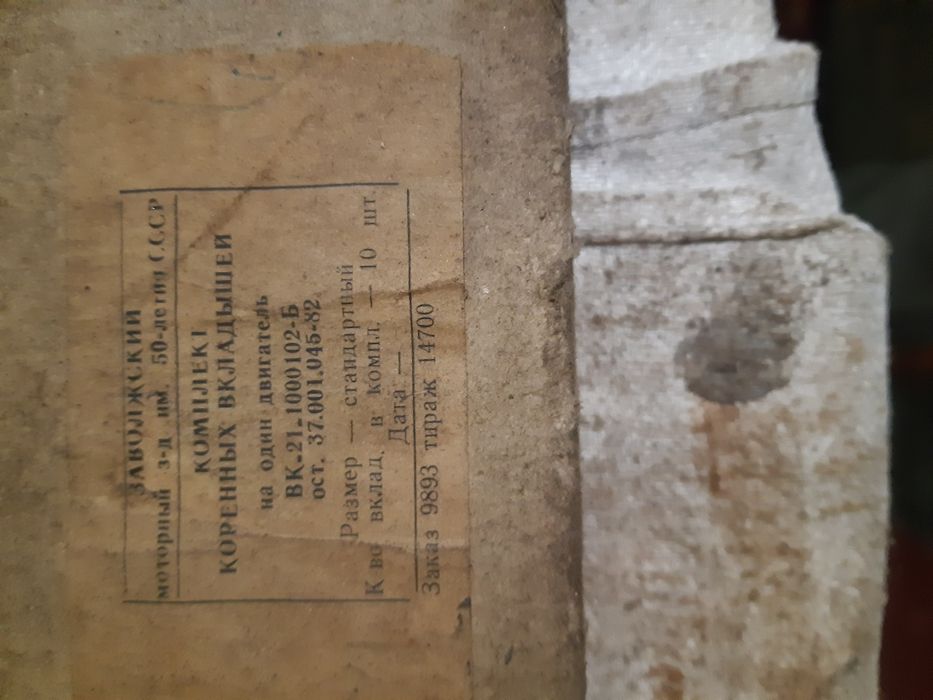 ЗАВОЛЖСКИЙ
моторный з-д. им. 50-летия СССР
КОМПЛЕКТ
КОРЕННЫХ ВКЛАДЫШЕЙ
на один двигатель
ВК-21-1000102-Б
ост. 37.001.045-82
Размер — стандартный
К во вклад. в компл. — 10 шт.
Дата —
Заказ 9893 тираж 14700